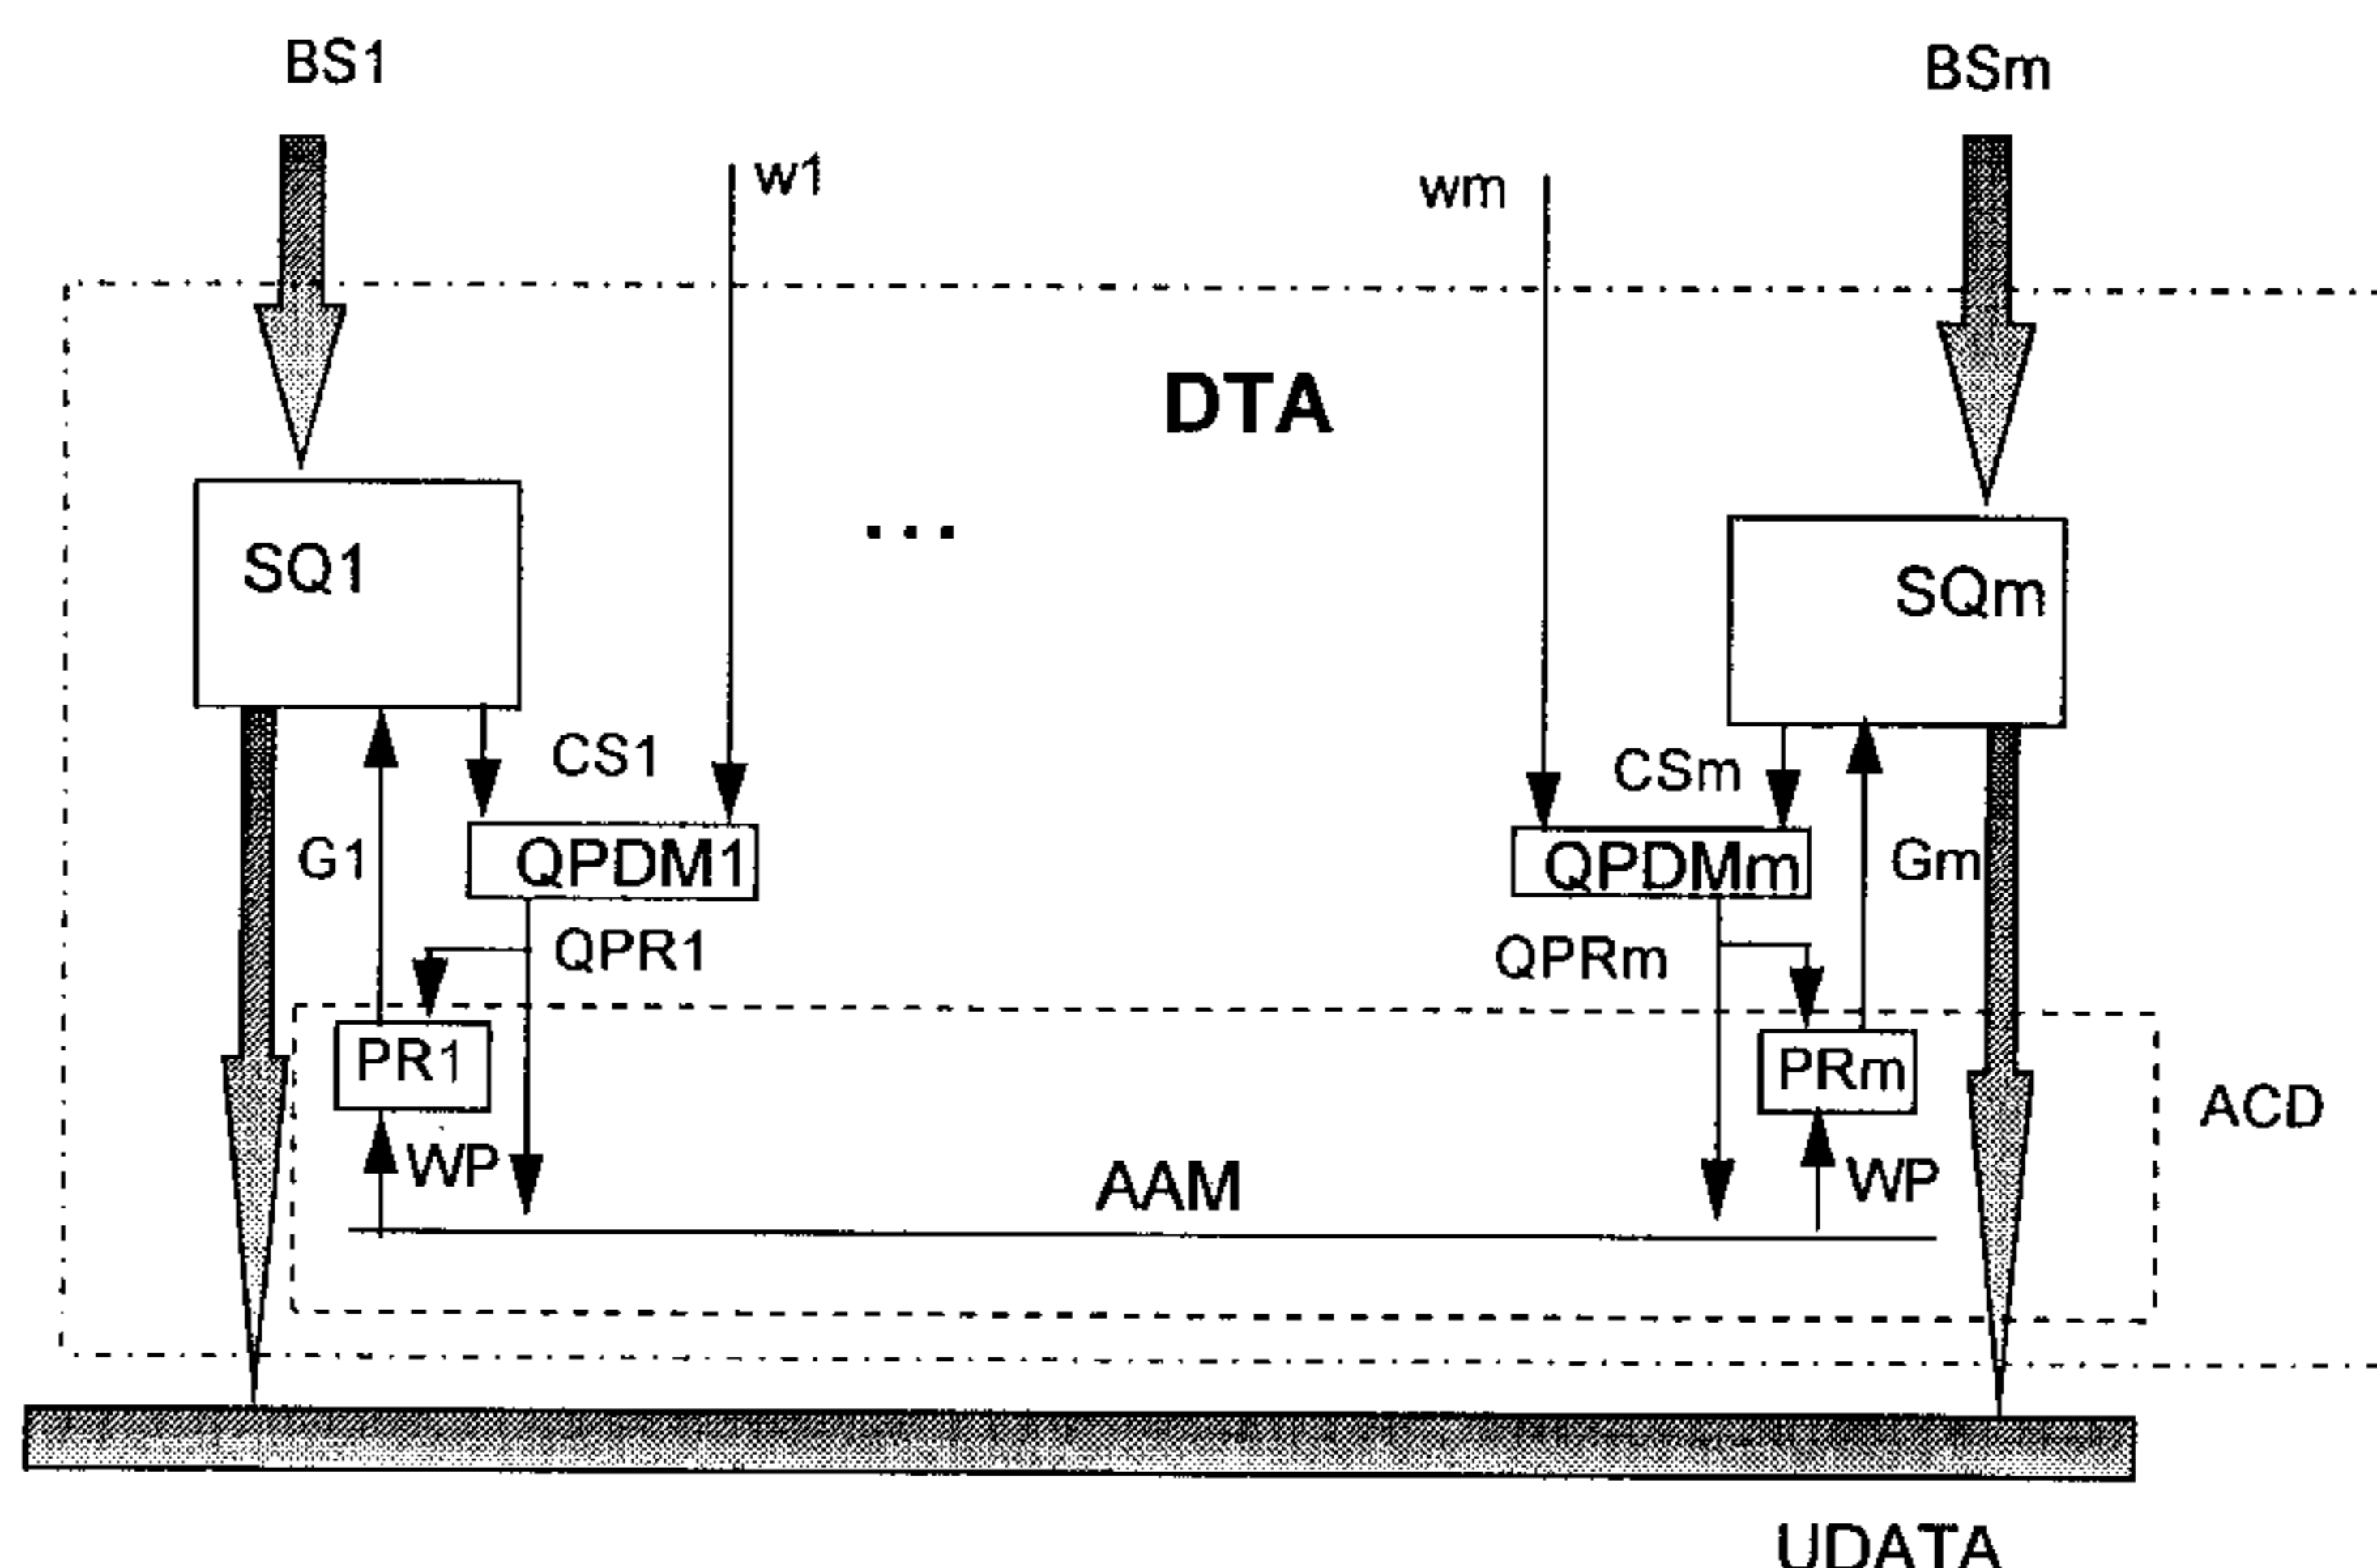 BS1
BSm
w1
wm
DTA
...
SQ1
SQm
CS1
CSm
G1
QPDM1
QPDMm
Gm
QPR1
QPRm
PR1
PRm
ACD
WP
AAM
WP
UDATA